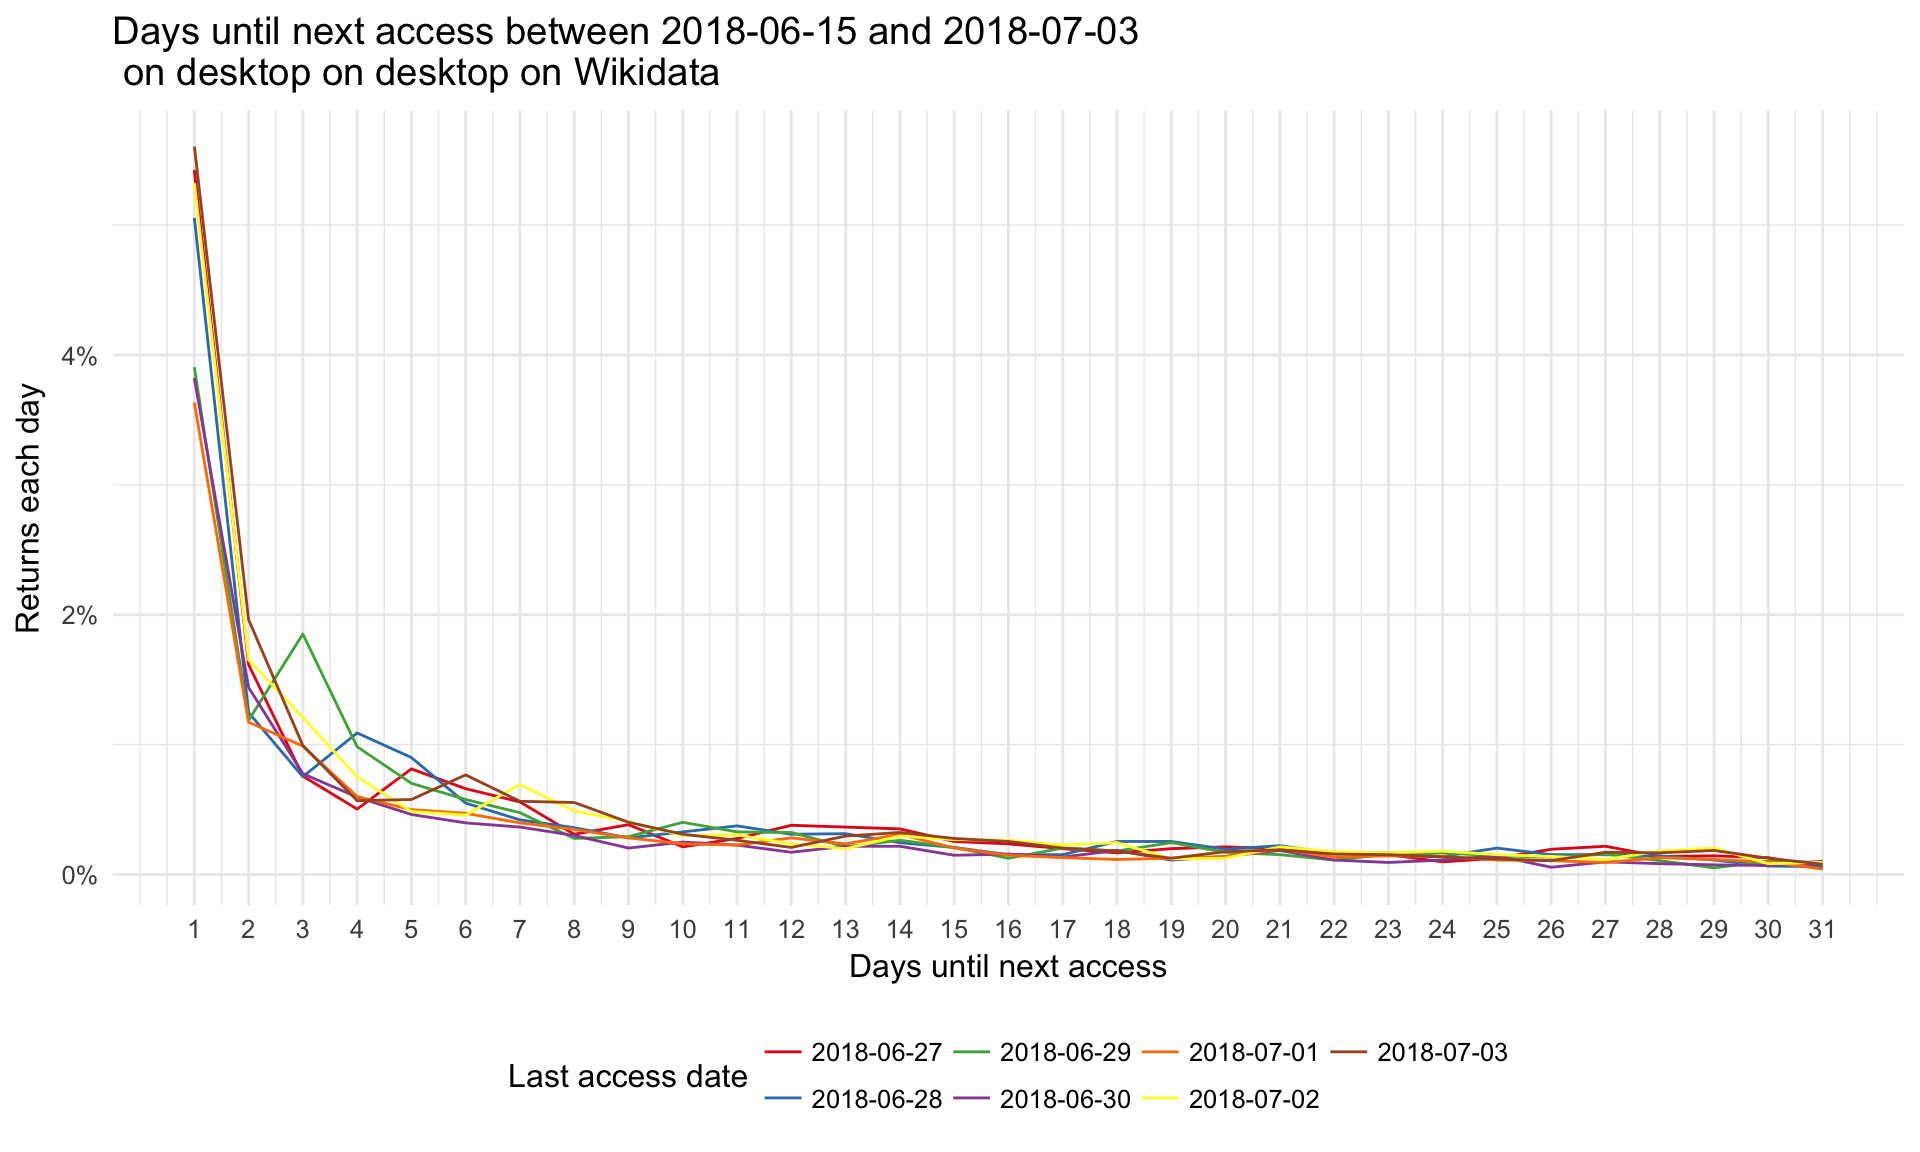 Days until next access between 2018-06-15 and 2018-07-03
on desktop on desktop on Wikidata
Returns each day
4%
2%
0%
1 2 3 4 5 6 7 8 9 10 11 12 13 14 15 16 17 18 19 20 21 22 23 24 25 26 27 28 29 30 31
Days until next access
Last access date
2018-06-27 2018-06-29 2018-07-01 2018-07-03
2018-06-28 2018-06-30 2018-07-02